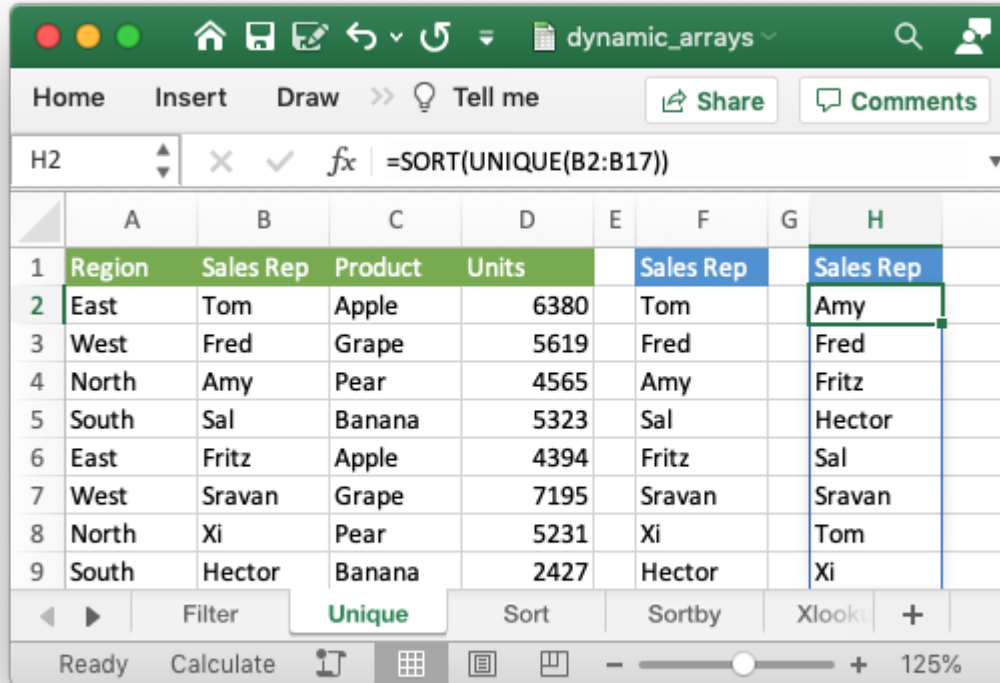 dynamic_arrays
Home Insert Draw >> Tell me Share Comments
H2 fx =SORT(UNIQUE(B2:B17))
A B C D E F G H
1 Region Sales Rep Product Units Sales Rep Sales Rep
2 East Tom Apple 6380 Tom Amy
3 West Fred Grape 5619 Fred Fred
4 North Amy Pear 4565 Amy Fritz
5 South Sal Banana 5323 Sal Hector
6 East Fritz Apple 4394 Fritz Sal
7 West Sravan Grape 7195 Sravan Sravan
8 North Xi Pear 5231 Xi Tom
9 South Hector Banana 2427 Hector Xi
Filter Unique Sort Sortby Xlooku +
Ready Calculate − + 125%